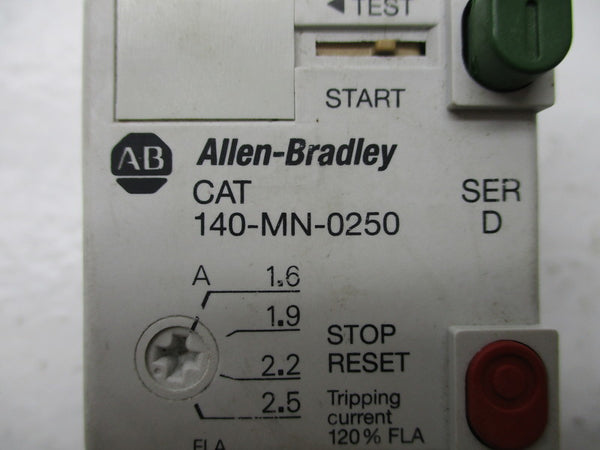 ◄ TEST
START
AB Allen-Bradley
CAT SER
140-MN-0250 D
A 1.6
1.9
STOP
2.2 RESET
2.5 Tripping
current
FLA 120% FLA